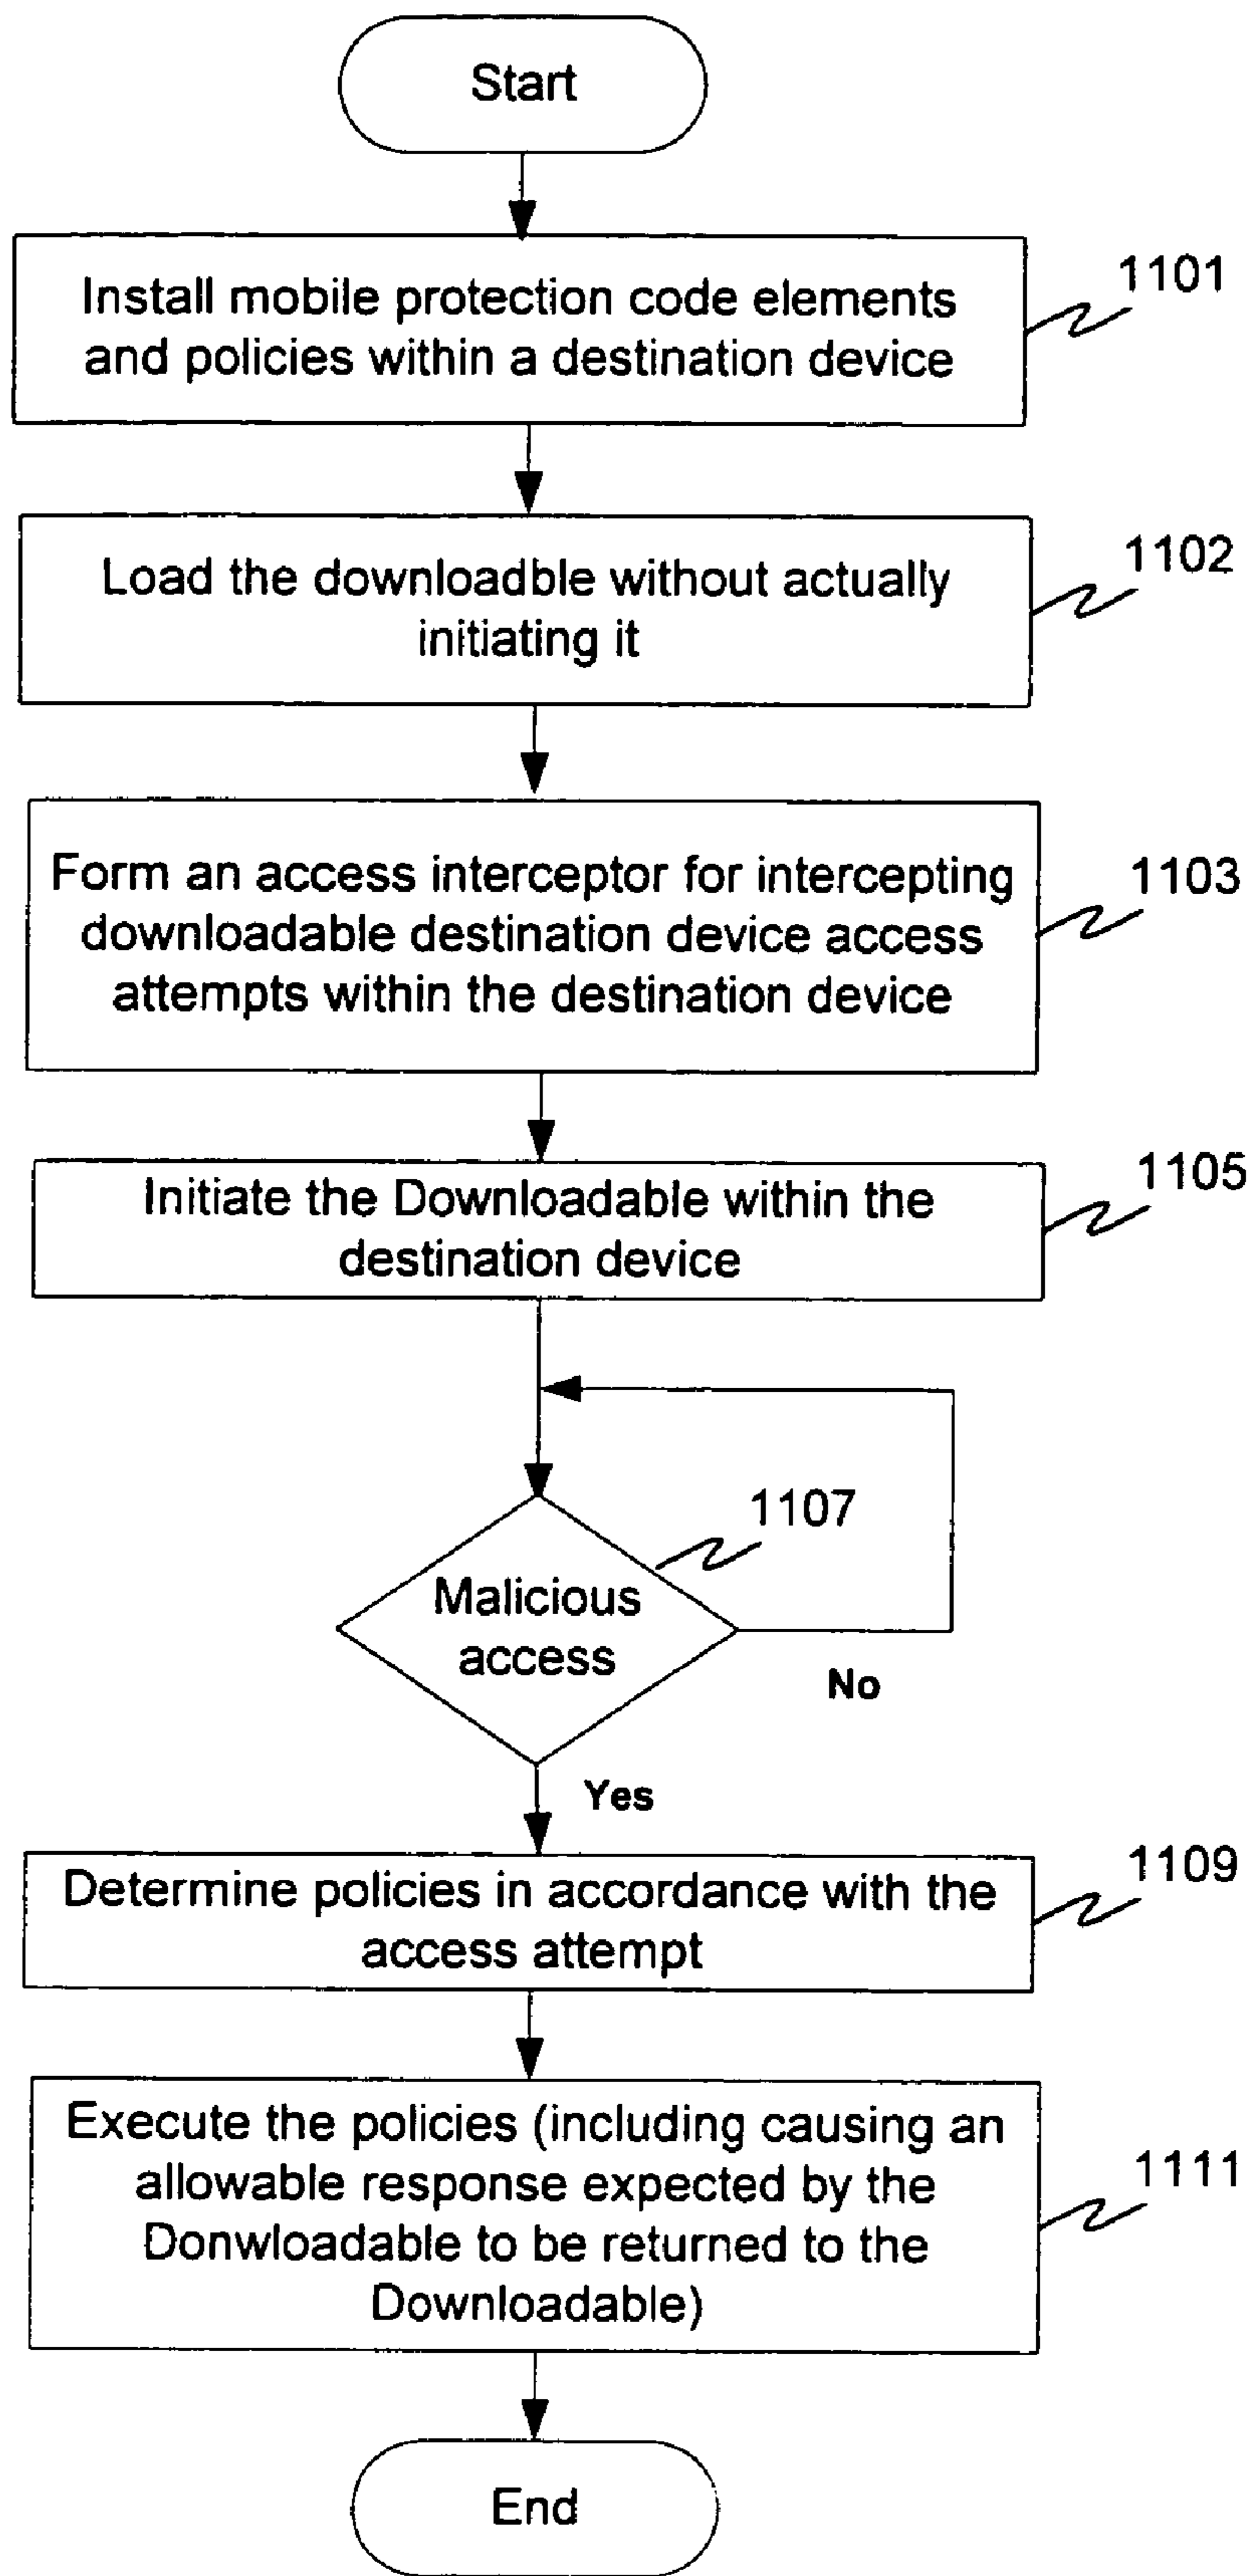 Start
Install mobile protection code elements
and policies within a destination device
1101
Load the downloadble without actually
initiating it
1102
Form an access interceptor for intercepting
downloadable destination device access
attempts within the destination device
1103
Initiate the Downloadable within the
destination device
1105
Malicious
access
1107
No
Yes
Determine policies in accordance with the
access attempt
1109
Execute the policies (including causing an
allowable response expected by the
Donwloadable to be returned to the
Downloadable)
1111
End